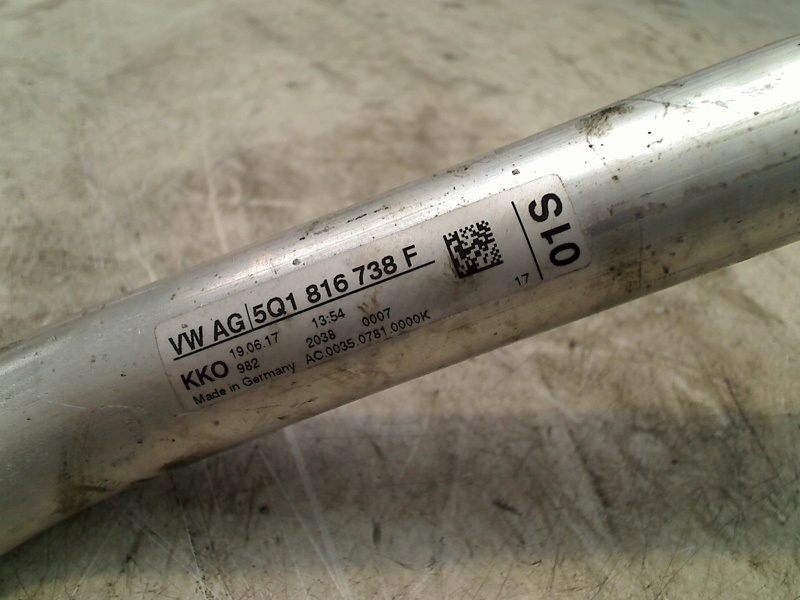 VW AG 5Q1 816 738 F
KKO 19.06.17 13:54
982 2038 0007
Made in Germany AC.0035.0781.0000K
17
01S